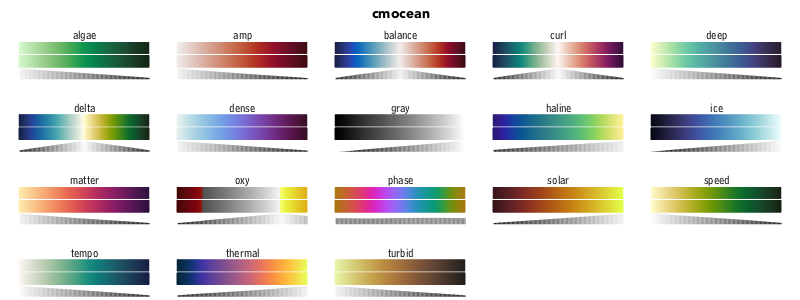 cmocean
algae amp balance curl deep
delta dense gray haline ice
matter oxy phase solar speed
tempo thermal turbid